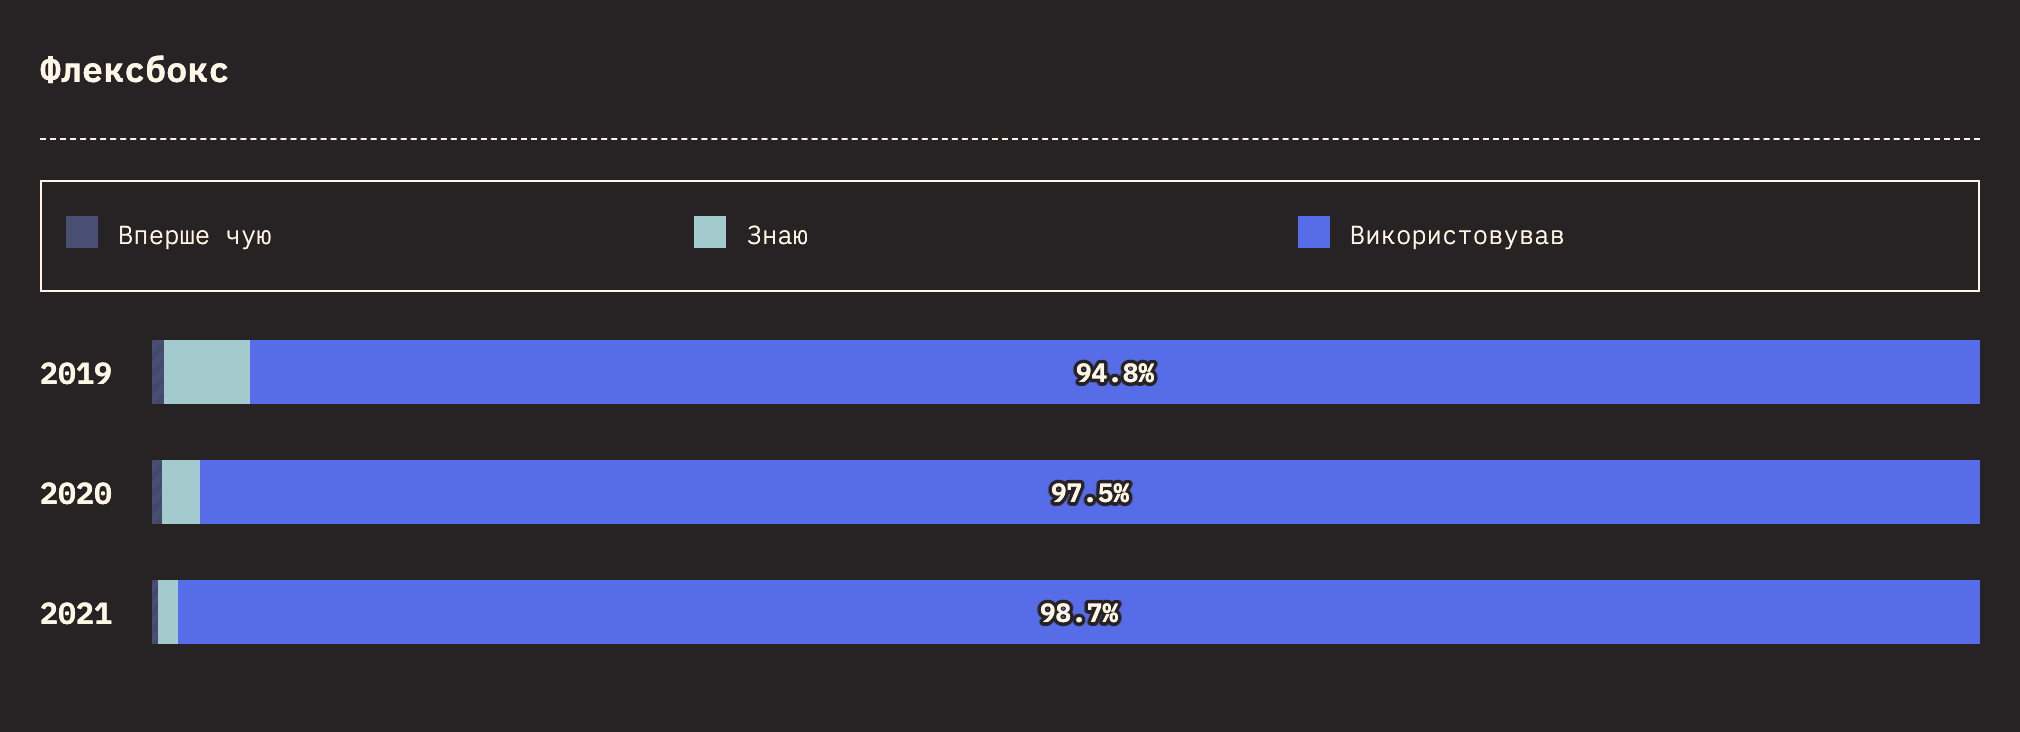 Флексбокс
Вперше чую
Знаю
Використовував
2019
94.8%
2020
97.5%
2021
98.7%